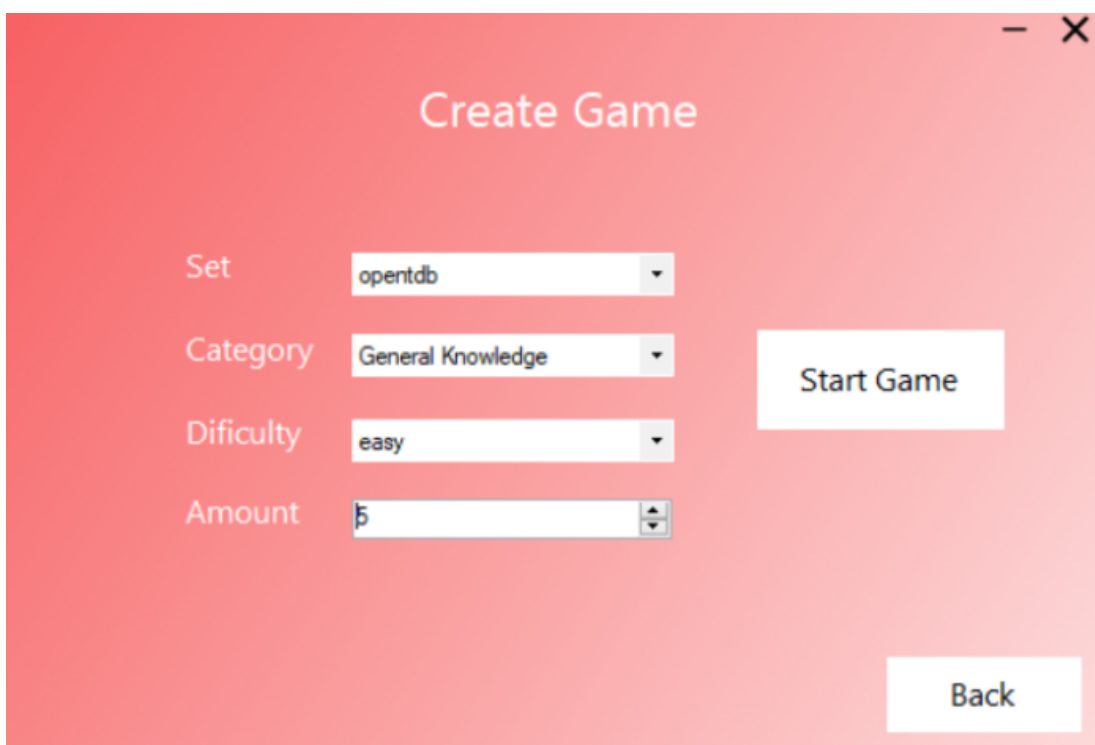 Create Game
Set opentdb
Category General Knowledge
Start Game
Dificulty easy
Amount 5
Back